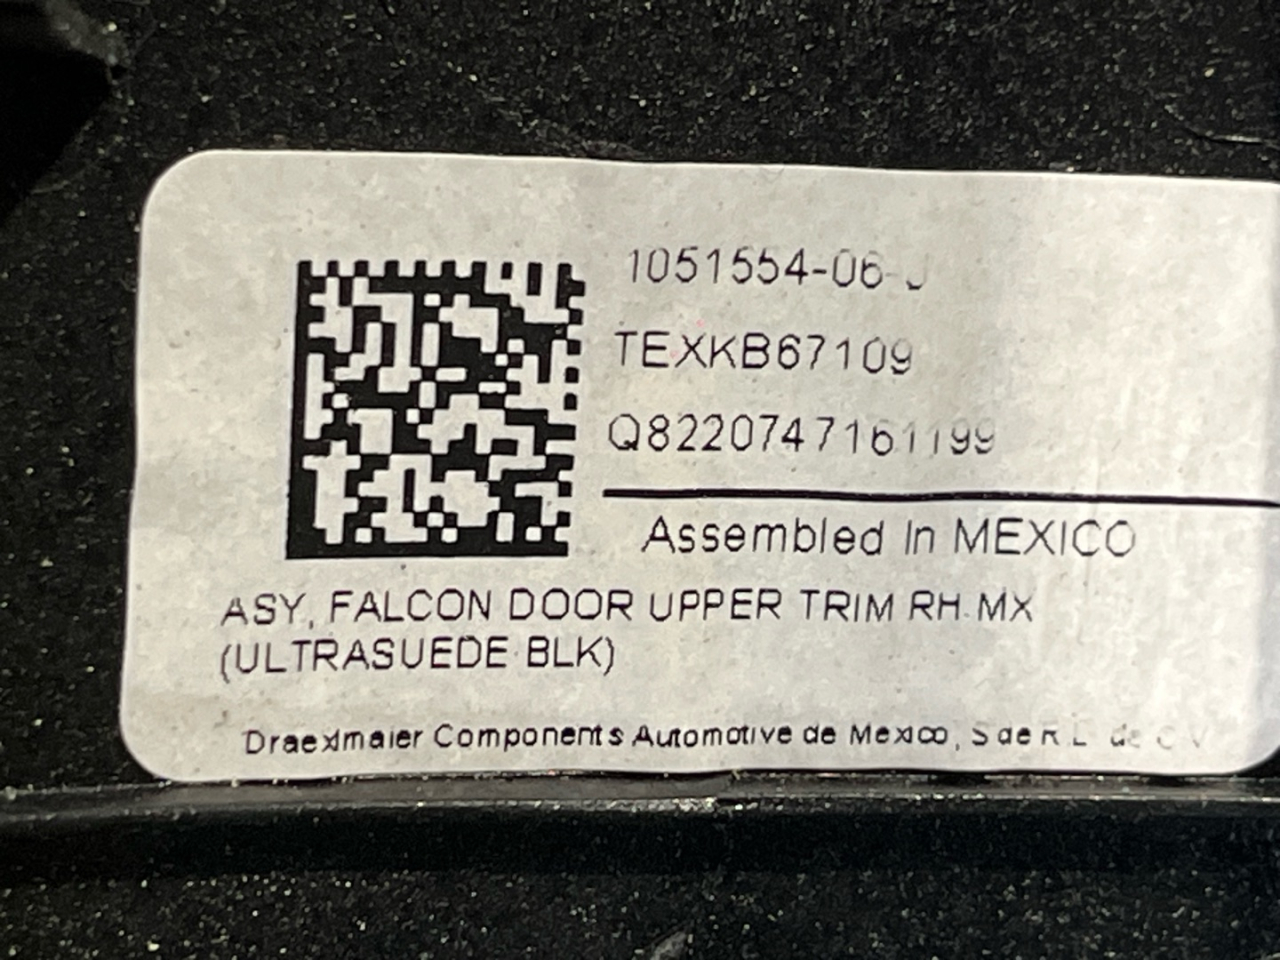 1051554-06-J
TEXKB67109
Q8220747161199
Assembled In MEXICO
ASY, FALCON DOOR UPPER TRIM RH MX
(ULTRASUEDE BLK)
Draexlmaier Components Automotive de Mexico, S de R L de C V